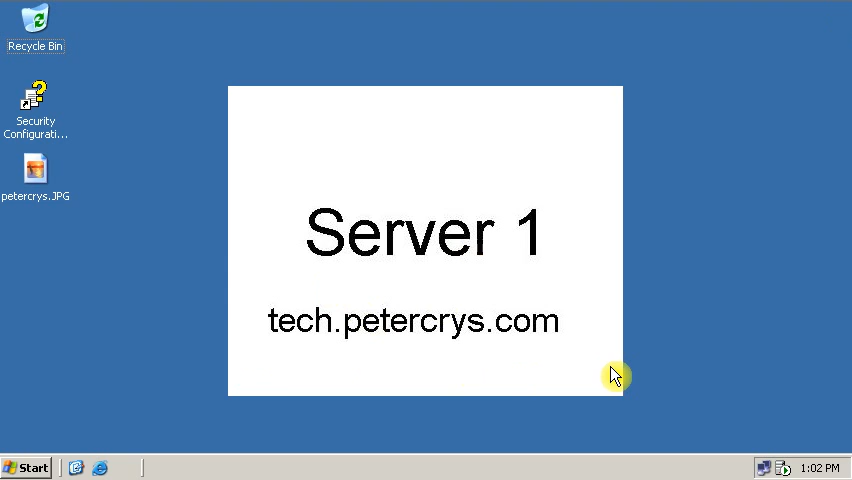 Recycle Bin
Security
Configurati...
petercrys.JPG
Server 1
tech.petercrys.com
Start
1:02 PM